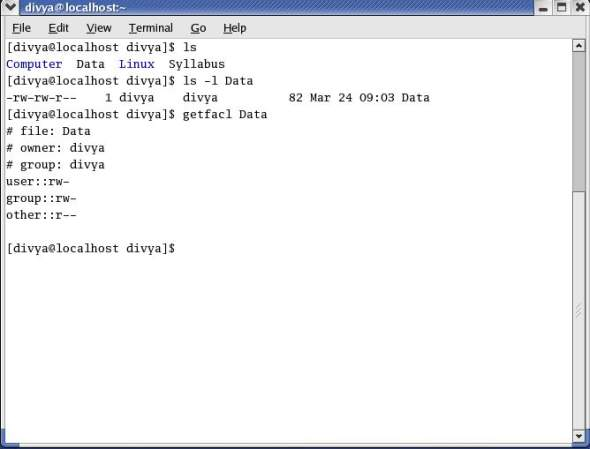 divya@localhost:~
File Edit View Terminal Go Help
[divya@localhost divya]$ ls
Computer  Data  Linux  Syllabus
[divya@localhost divya]$ ls -l Data
-rw-rw-r--    1 divya    divya          82 Mar 24 09:03 Data
[divya@localhost divya]$ getfacl Data
# file: Data
# owner: divya
# group: divya
user::rw-
group::rw-
other::r--
[divya@localhost divya]$